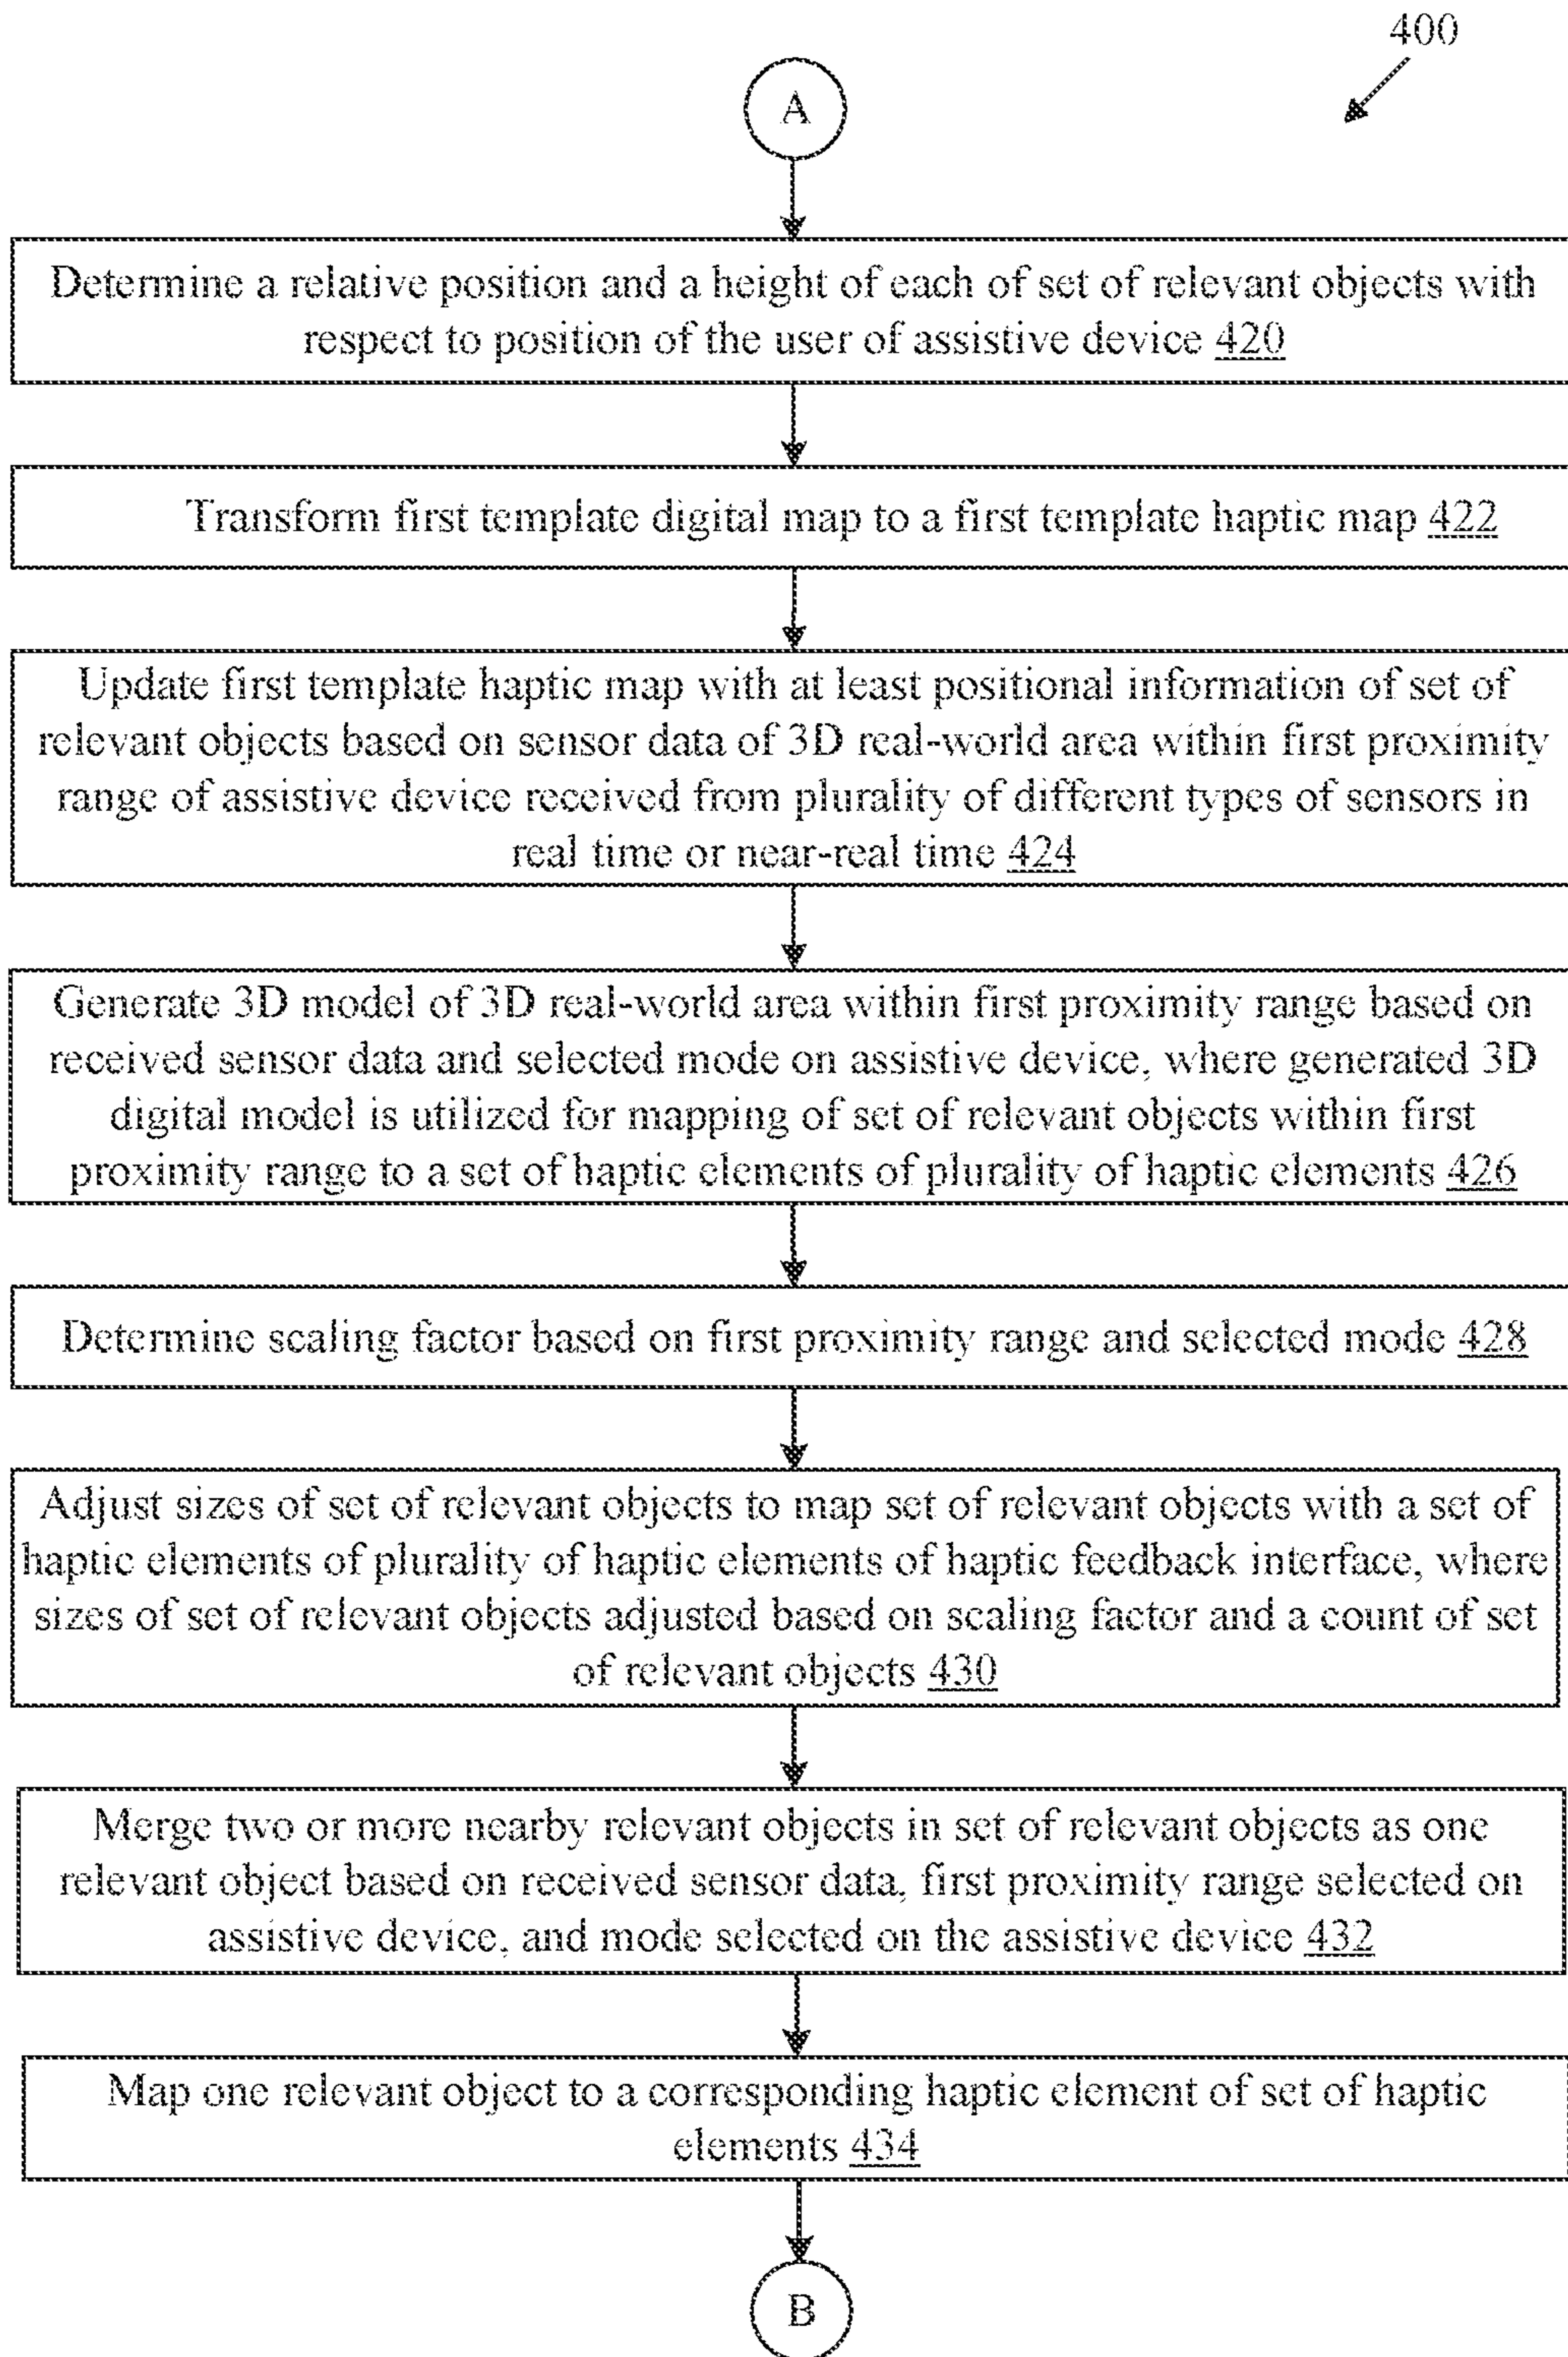 400
A
Determine a relative position and a height of each of set of relevant objects with
respect to position of the user of assistive device 420
Transform first template digital map to a first template haptic map 422
Update first template haptic map with at least positional information of set of
relevant objects based on sensor data of 3D real-world area within first proximity
range of assistive device received from plurality of different types of sensors in
real time or near-real time 424
Generate 3D model of 3D real-world area within first proximity range based on
received sensor data and selected mode on assistive device, where generated 3D
digital model is utilized for mapping of set of relevant objects within first
proximity range to a set of haptic elements of plurality of haptic elements 426
Determine scaling factor based on first proximity range and selected mode 428
Adjust sizes of set of relevant objects to map set of relevant objects with a set of
haptic elements of plurality of haptic elements of haptic feedback interface, where
sizes of set of relevant objects adjusted based on scaling factor and a count of set
of relevant objects 430
Merge two or more nearby relevant objects in set of relevant objects as one
relevant object based on received sensor data, first proximity range selected on
assistive device, and mode selected on the assistive device 432
Map one relevant object to a corresponding haptic element of set of haptic
elements 434
B